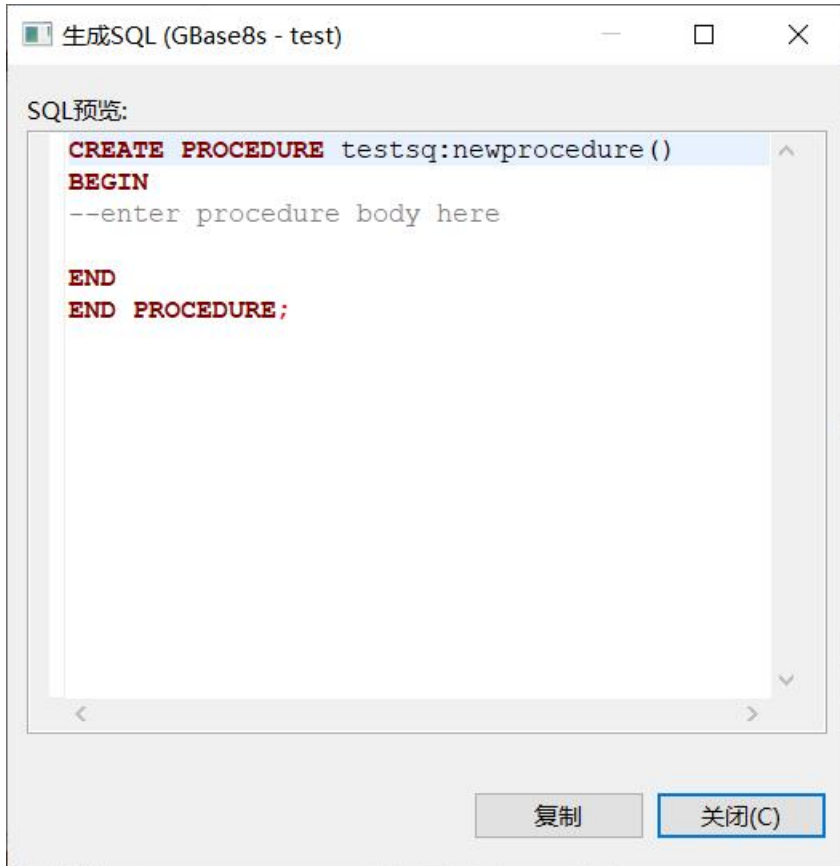 生成SQL (GBase8s - test)
SQL预览:
CREATE PROCEDURE testsq:newprocedure()
BEGIN
--enter procedure body here
END
END PROCEDURE;
复制
关闭(C)